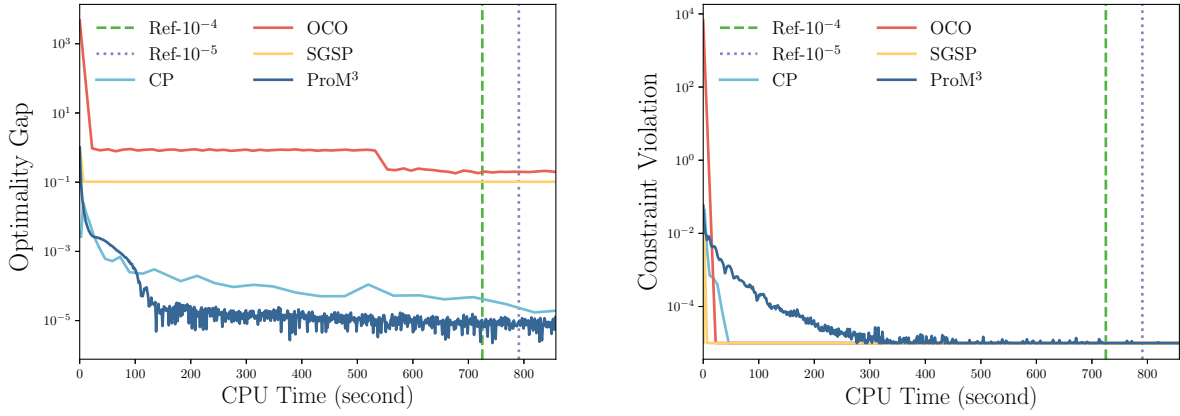 Optimality Gap
10^3
10^1
10^{-1}
10^{-3}
10^{-5}
Ref-10^{-4}
Ref-10^{-5}
CP
OCO
SGSP
ProM^3
0 100 200 300 400 500 600 700 800
CPU Time (second)
Constraint Violation
10^4
10^2
10^0
10^{-2}
10^{-4}
Ref-10^{-4}
Ref-10^{-5}
CP
OCO
SGSP
ProM^3
0 100 200 300 400 500 600 700 800
CPU Time (second)